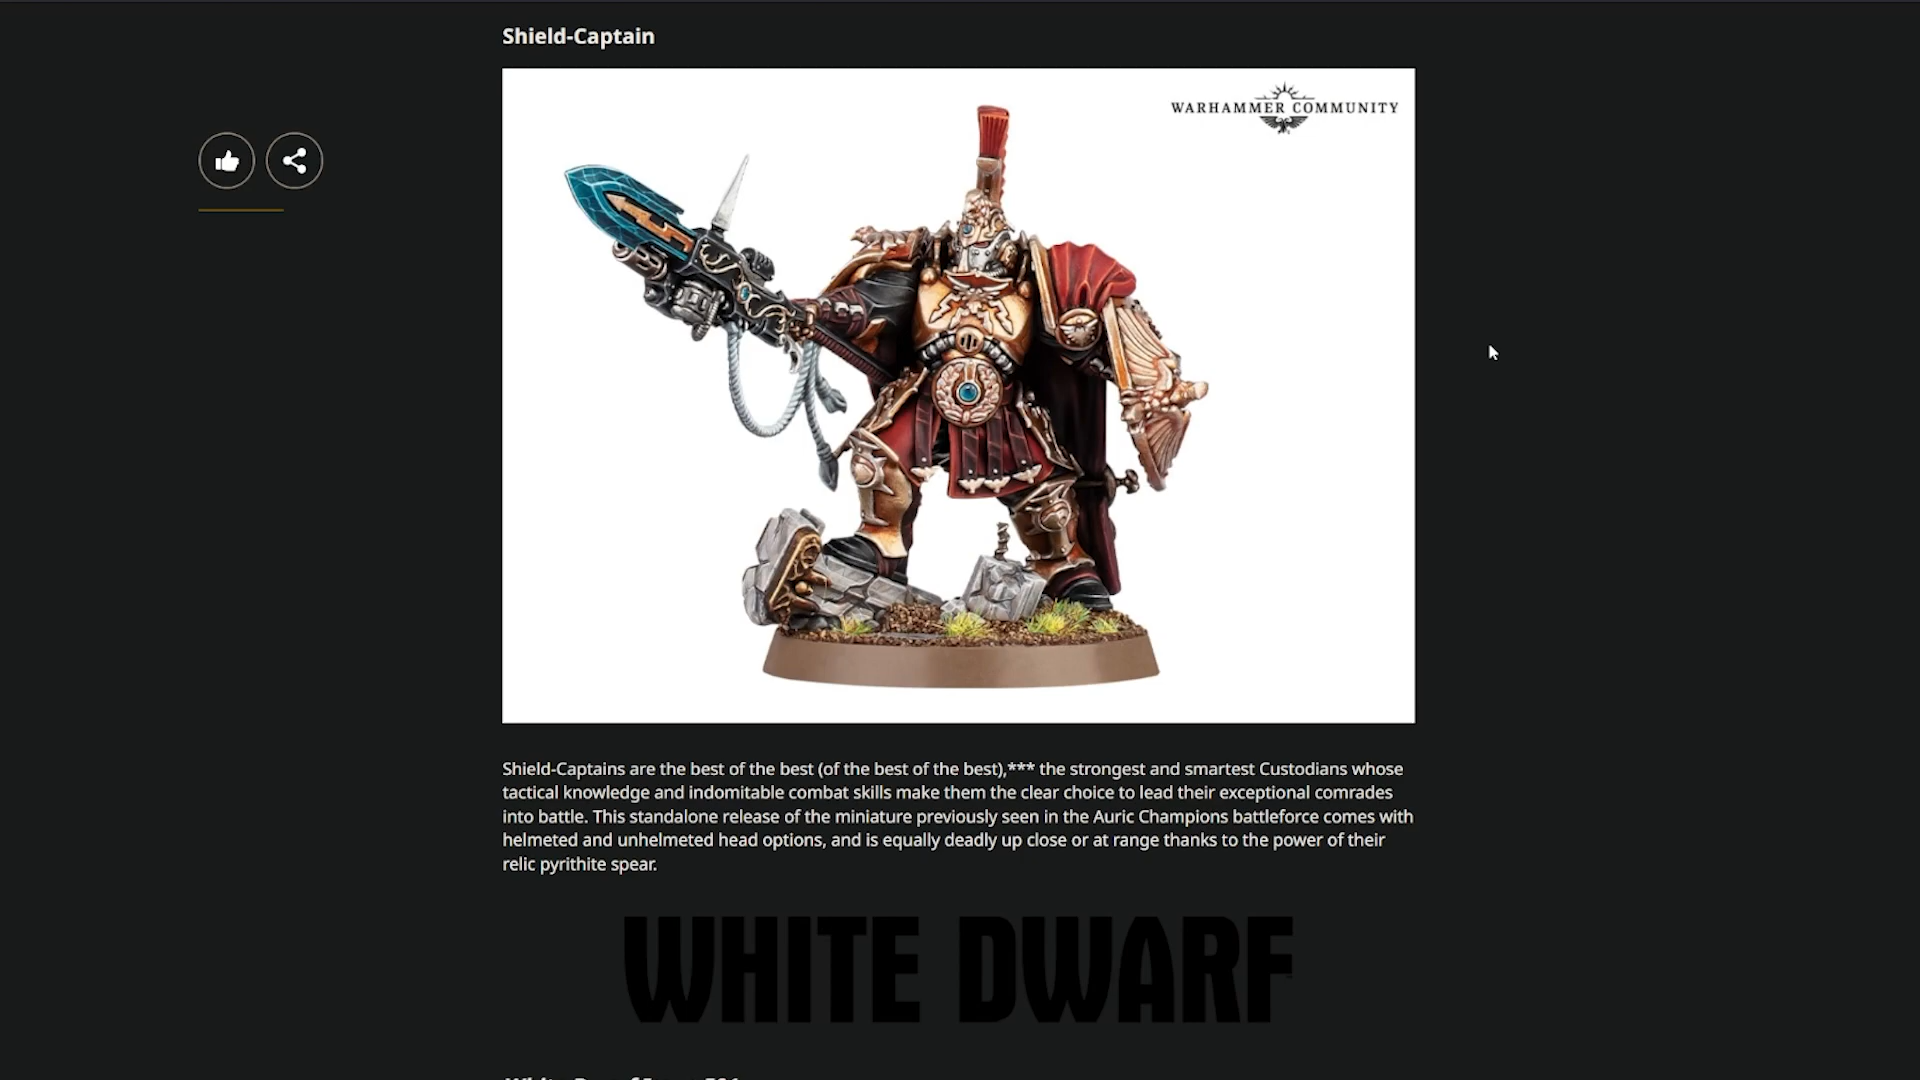 Shield-Captain
WARHAMMER COMMUNITY
Shield-Captains are the best of the best (of the best of the best),*** the strongest and smartest Custodians whose
tactical knowledge and indomitable combat skills make them the clear choice to lead their exceptional comrades
into battle. This standalone release of the miniature previously seen in the Auric Champions battleforce comes with
helmeted and unhelmeted head options, and is equally deadly up close or at range thanks to the power of their
relic pyrithite spear.
WHITE DWARF